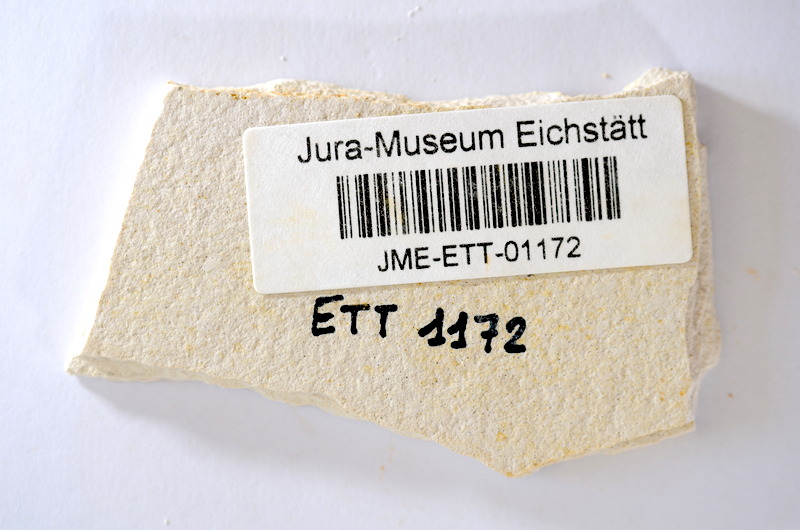 Jura-Museum Eichstätt
JME-ETT-01172
ETT 1172